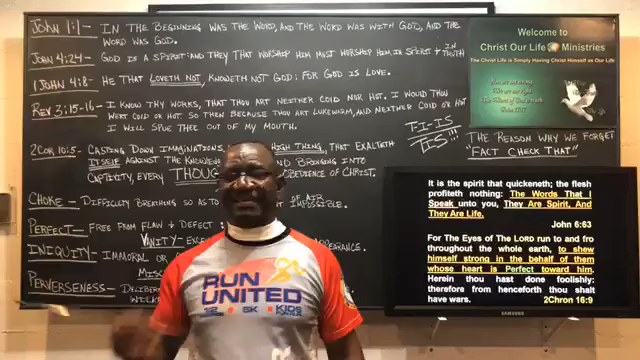 John 1:1- In the Beginning was the Word, and the Word was with God, and the
Word was God.
John 4:24- God is a Spirit: and they that worship Him must worship Him in Spirit + in Truth
1 John 4:8- He that loveth not, knoweth not God: for God is love.
Rev 3:15-16- I know thy works, that thou art neither cold nor hot. I would thou
wert cold or hot. So then because thou art lukewarm, and neither cold or hot
I will spue thee out of my mouth.
2Cor 10:5- Casting down imaginations, high thing, that exalteth
itself against the and bringing into
captivity, every obedience of Christ.
Choke- Difficulty breathing so as to of air impossible.
Perfect- Free from flaw + defect
Vanity- appearance.
Iniquity- Immoral or
Perverseness-
T-I-IS
TIS!!!
The Reason Why We Forget
"Fact Check That"
Welcome to
Christ Our Life Ministries
The Christ Life is Simply Having Christ Himself as Our Life
It is the spirit that quickeneth; the flesh
profiteth nothing: The Words That I
Speak unto you, They are Spirit, And
They are Life.
John 6:63
For The Eyes of The LORD run to and fro
throughout the whole earth, to shew
himself strong in the behalf of them
whose heart is Perfect toward him.
Herein thou hast done foolishly:
therefore from henceforth thou shalt
have wars. 2Chron 16:9
SAMSUNG
RUN
UNITED
5K KIDS